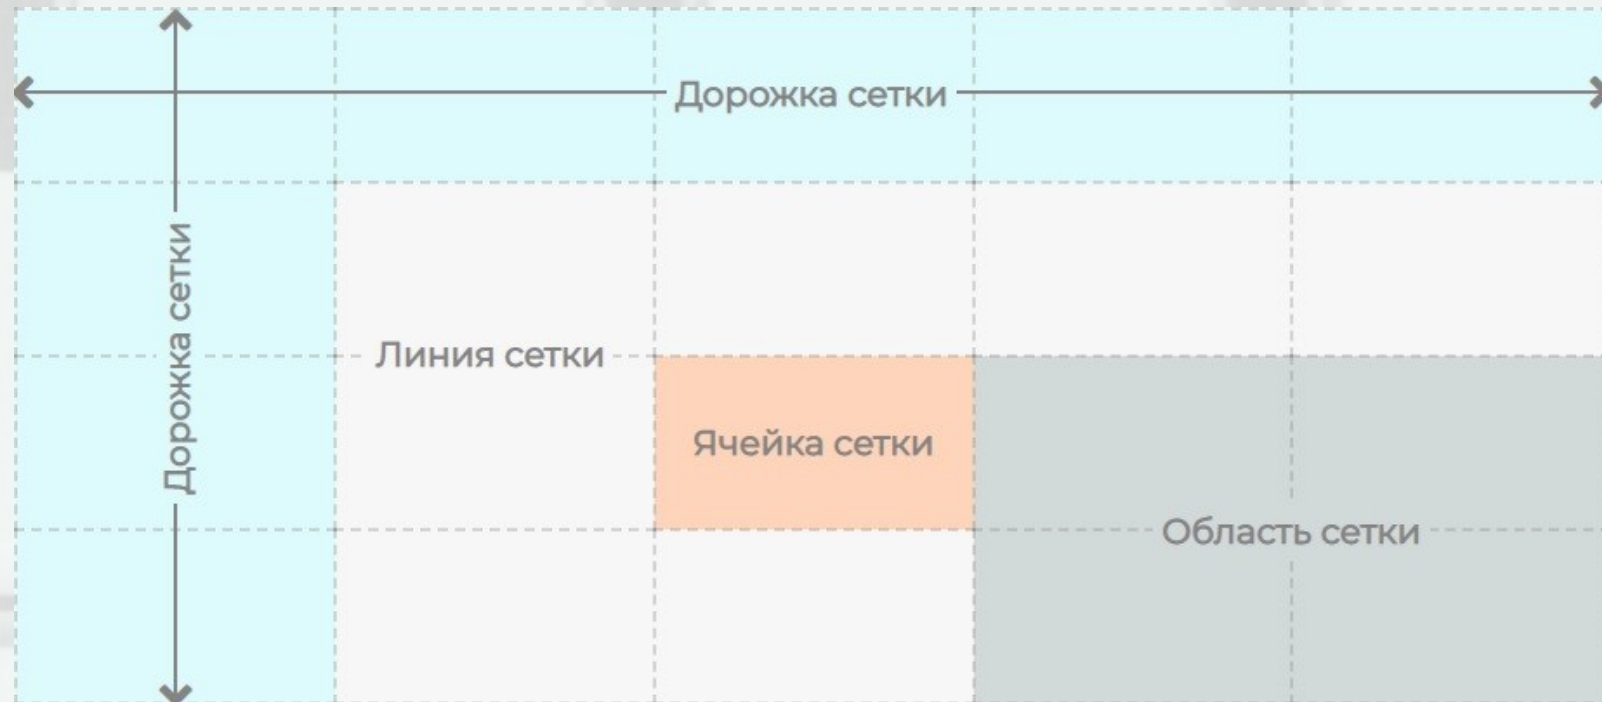 Дорожка сетки
Дорожка сетки
Линия сетки
Ячейка сетки
Область сетки